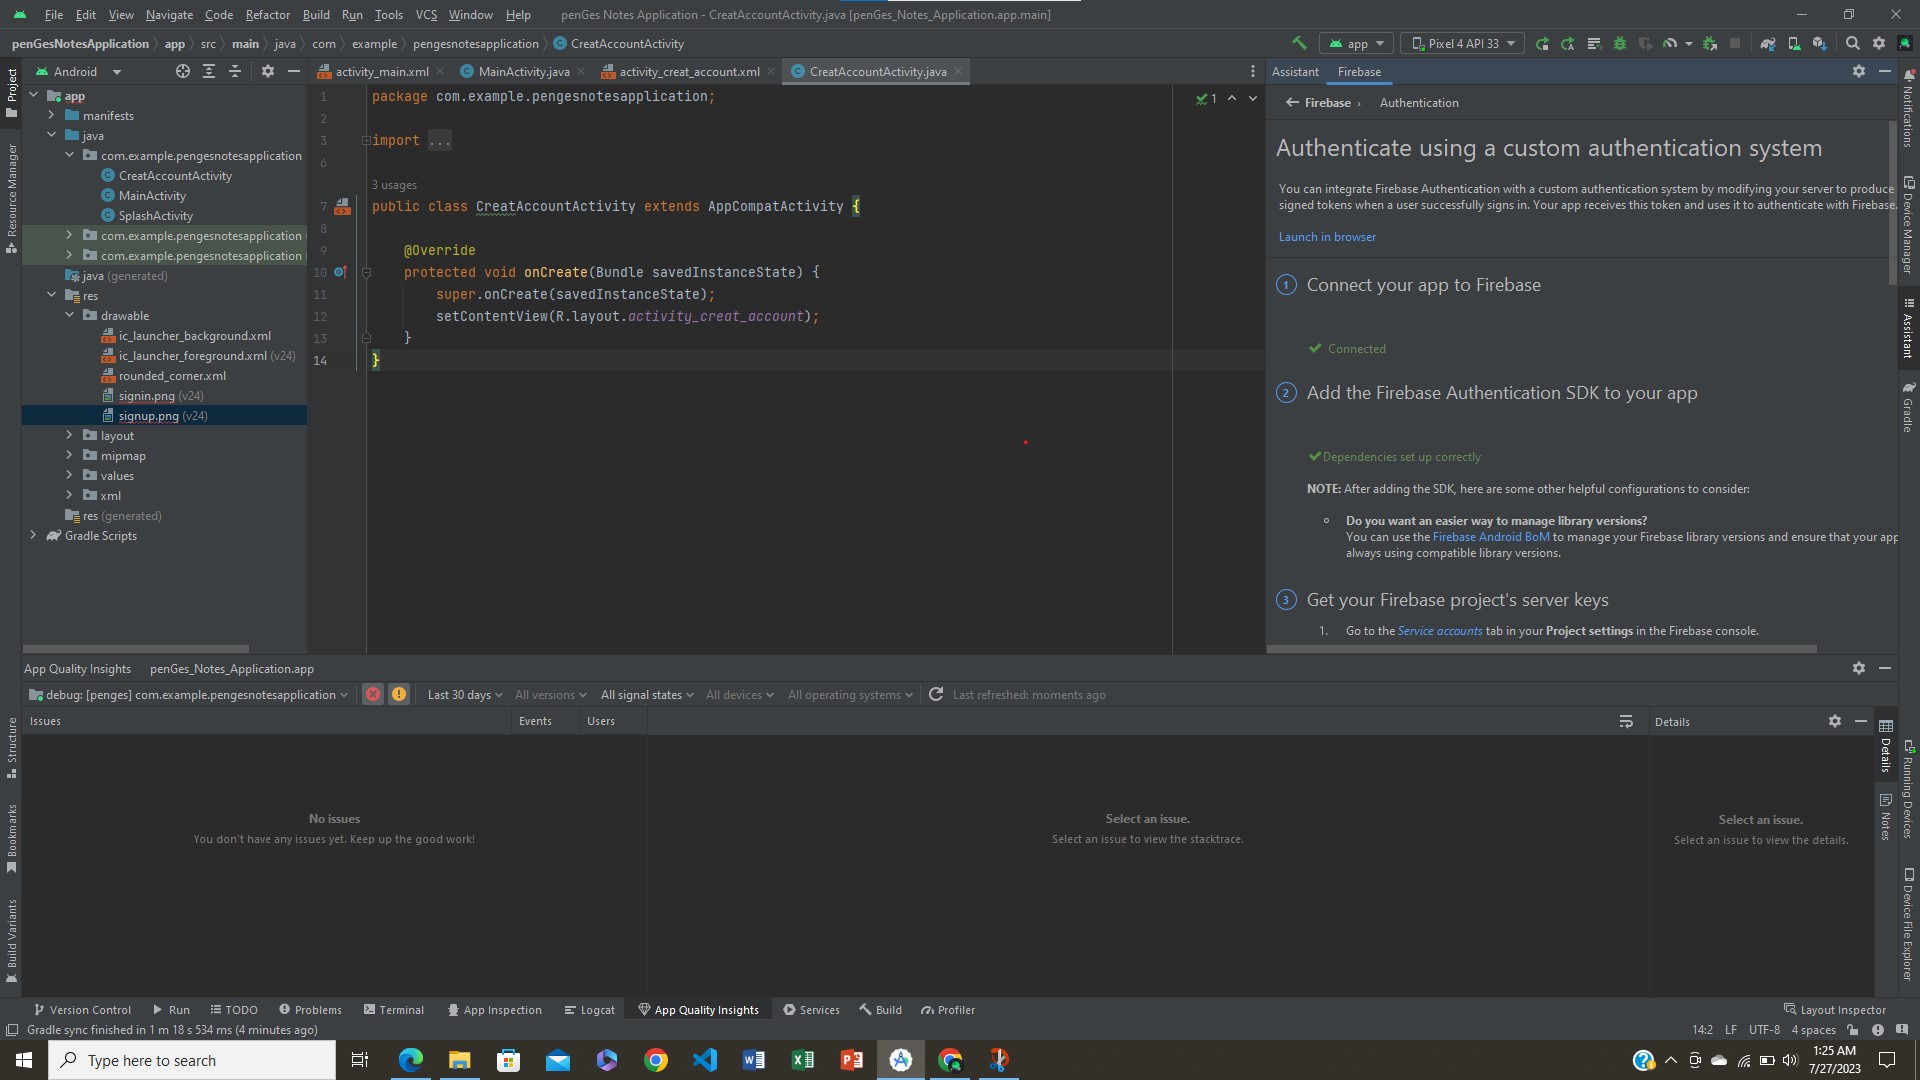 File Edit View Navigate Code Refactor Build Run Tools VCS Window Help penGes Notes Application - CreatAccountActivity.java [penGes_Notes_Application.app.main]
penGesNotesApplication app src main java com example pengesnotesapplication CreatAccountActivity
app Pixel 4 API 33
Android
activity_main.xml MainActivity.java activity_creat_account.xml CreatAccountActivity.java
Assistant Firebase
Project
Resource Manager
Structure
Bookmarks
Build Variants
app
manifests
java
com.example.pengesnotesapplication
CreatAccountActivity
MainActivity
SplashActivity
com.example.pengesnotesapplication
com.example.pengesnotesapplication
java (generated)
res
drawable
ic_launcher_background.xml
ic_launcher_foreground.xml (v24)
rounded_corner.xml
signin.png (v24)
signup.png (v24)
layout
mipmap
values
xml
res (generated)
Gradle Scripts
1 package com.example.pengesnotesapplication;
1
2
3 import ...
6
3 usages
7 public class CreatAccountActivity extends AppCompatActivity {
8
9 @Override
10 protected void onCreate(Bundle savedInstanceState) {
11 super.onCreate(savedInstanceState);
12 setContentView(R.layout.activity_creat_account);
13 }
14 }
Firebase › Authentication
Authenticate using a custom authentication system
You can integrate Firebase Authentication with a custom authentication system by modifying your server to produce
signed tokens when a user successfully signs in. Your app receives this token and uses it to authenticate with Firebase.
Launch in browser
1 Connect your app to Firebase
Connected
2 Add the Firebase Authentication SDK to your app
Dependencies set up correctly
NOTE: After adding the SDK, here are some other helpful configurations to consider:
Do you want an easier way to manage library versions?
You can use the Firebase Android BoM to manage your Firebase library versions and ensure that your app
always using compatible library versions.
3 Get your Firebase project's server keys
1. Go to the Service accounts tab in your Project settings in the Firebase console.
Notifications
Device Manager
Assistant
Gradle
Running Devices
Device File Explorer
App Quality Insights penGes_Notes_Application.app
debug: [penges] com.example.pengesnotesapplication Last 30 days All versions All signal states All devices All operating systems Last refreshed: moments ago
Issues Events Users Details
No issues
You don't have any issues yet. Keep up the good work!
Select an issue.
Select an issue to view the stacktrace.
Select an issue.
Select an issue to view the details.
Details
Notes
Version Control Run TODO Problems Terminal App Inspection Logcat App Quality Insights Services Build Profiler Layout Inspector
Gradle sync finished in 1 m 18 s 534 ms (4 minutes ago) 14:2 LF UTF-8 4 spaces
Type here to search
1:25 AM
7/27/2023